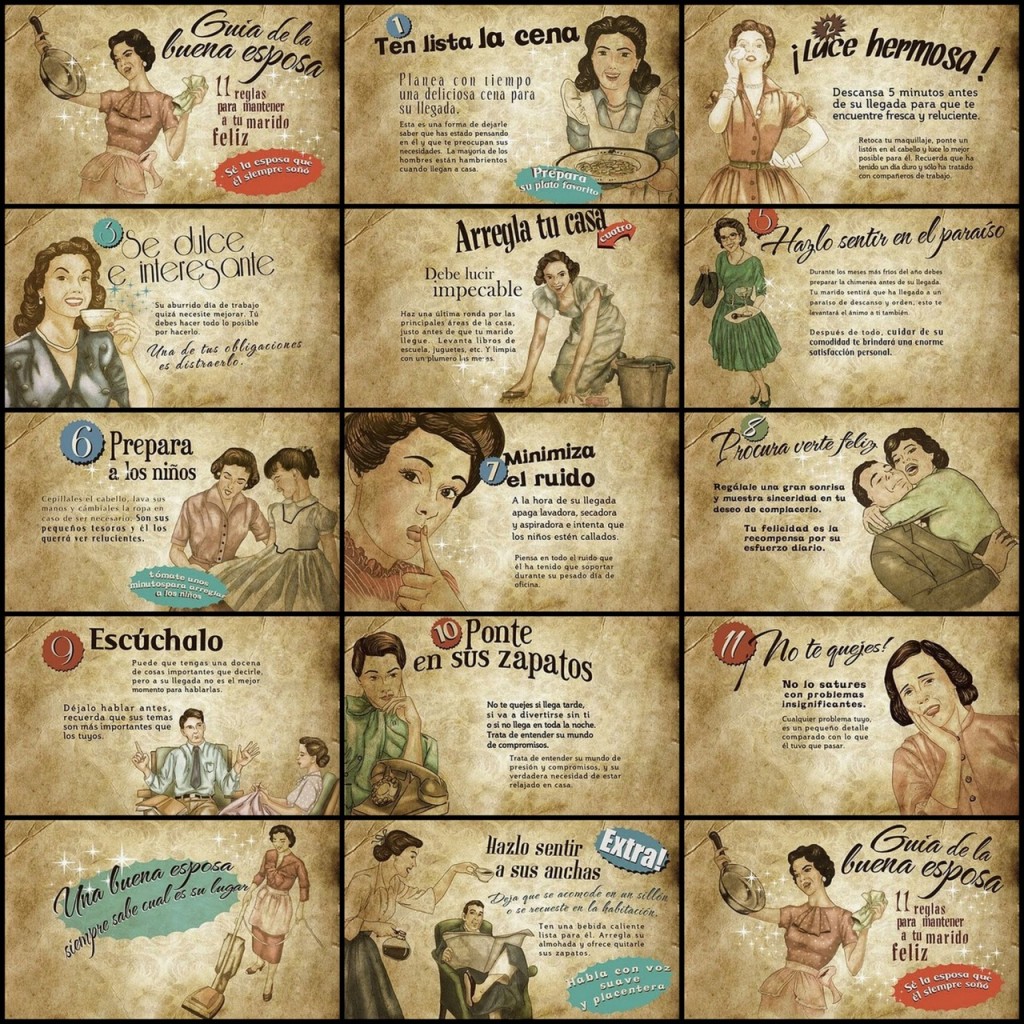 Guía de la
buena esposa
11 reglas
para mantener
a tu marido
feliz
Sé la esposa que
él siempre soñó
1
Ten lista la cena
Planea con tiempo
una deliciosa cena para
su llegada.
Esta es una forma de dejarle
saber que has estado pensando
en él y que te preocupan sus
necesidades. La mayoría de los
hombres están hambrientos
cuando llegan a casa.
Prepara
su plato favorito
2
¡Luce hermosa!
Descansa 5 minutos antes
de su llegada para que te
encuentre fresca y reluciente.
Retoca tu maquillaje, ponte un
listón en el cabello y luce lo mejor
posible para él. Recuerda que ha
tenido un día duro y sólo ha tratado
con compañeros de trabajo.
3
Se dulce
e interesante
Su aburrido día de trabajo
quizá necesite mejorar. Tú
debes hacer todo lo posible
por hacerlo.
Una de tus obligaciones
es distraerlo.
Arregla tu casa
cuatro
Debe lucir
impecable
Haz una última ronda por las
principales áreas de la casa,
justo antes de que tu marido
llegue. Levanta libros de
escuela, juguetes, etc. Y limpia
con un plumero las mesas.
5
Hazlo sentir en el paraíso
Durante los meses más fríos del año debes
preparar la chimenea antes de su llegada.
Tu marido sentirá que ha llegado a un
paraíso de descanso y orden, esto te
levantará el ánimo a ti también.
Después de todo, cuidar de su
comodidad te brindará una enorme
satisfacción personal.
6
Prepara
a los niños
Cepíllales el cabello, lava sus
manos y cámbiales la ropa en
caso de ser necesario. Son sus
pequeños tesoros y él los
querrá ver relucientes.
tómate unos
minutospara arreglar
a los niños
7
Minimiza
el ruido
A la hora de su llegada
apaga lavadora, secadora
y aspiradora e intenta que
los niños estén callados.
Piensa en todo el ruido que
él ha tenido que soportar
durante su pesado día de
oficina.
8
Procura verte feliz
Regálale una gran sonrisa
y muestra sinceridad en tu
deseo de complacerlo.
Tu felicidad es la
recompensa por su
esfuerzo diario.
9
Escúchalo
Puede que tengas una docena
de cosas importantes que decirle,
pero a su llegada no es el mejor
momento para hablarlas.
Déjalo hablar antes,
recuerda que sus temas
son más importantes que
los tuyos.
10
Ponte
en sus zapatos
No te quejes si llega tarde,
si va a divertirse sin ti
o si no llega en toda la noche.
Trata de entender su mundo
de compromisos.
Trata de entender su mundo de
presión y compromisos, y su
verdadera necesidad de estar
relajado en casa.
11
No te quejes!
No lo satures
con problemas
insignificantes.
Cualquier problema tuyo,
es un pequeño detalle
comparado con lo que
él tuvo que pasar.
Una buena esposa
siempre sabe cual es su lugar
Hazlo sentir
a sus anchas
Extra!
Deja que se acomode en un sillón
o se recueste en la habitación.
Ten una bebida caliente
lista para él. Arregla su
almohada y ofrece quitarle
sus zapatos.
Habla con voz
suave
y placentera
Guía de la
buena esposa
11 reglas
para mantener
a tu marido
feliz
Sé la esposa que
él siempre soñó